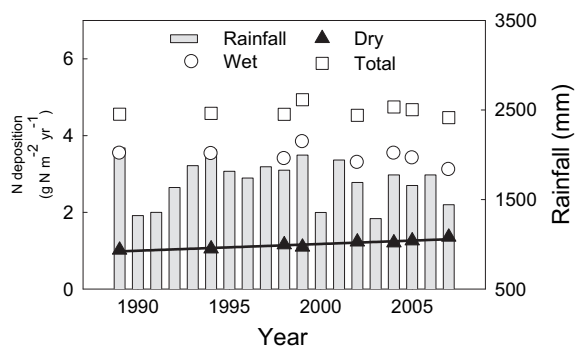 Rainfall
Dry
Wet
Total
N deposition
(g N m⁻² yr⁻¹)
6
4
2
0
3500
2500
1500
500
Rainfall (mm)
1990
1995
2000
2005
Year